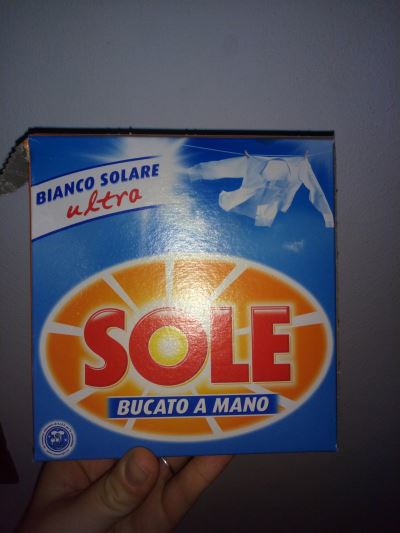 BIANCO SOLARE
ultra
SOLE
BUCATO A MANO